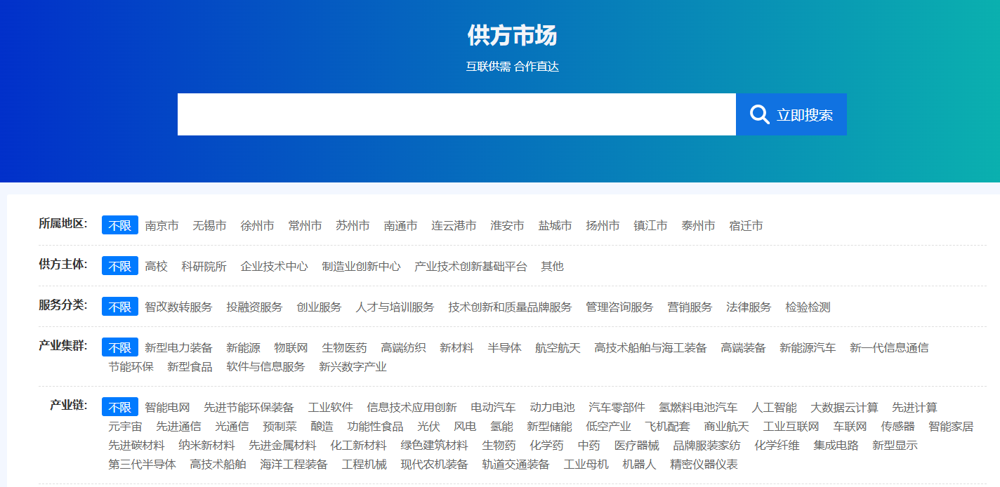 供方市场
互联供需 合作直达
立即搜索
所属地区: 不限 南京市 无锡市 徐州市 常州市 苏州市 南通市 连云港市 淮安市 盐城市 扬州市 镇江市 泰州市 宿迁市
供方主体: 不限 高校 科研院所 企业技术中心 制造业创新中心 产业技术创新基础平台 其他
服务分类: 不限 智改数转服务 投融资服务 创业服务 人才与培训服务 技术创新和质量品牌服务 管理咨询服务 营销服务 法律服务 检验检测
产业集群: 不限 新型电力装备 新能源 物联网 生物医药 高端纺织 新材料 半导体 航空航天 高技术船舶与海工装备 高端装备 新能源汽车 新一代信息通信
节能环保 新型食品 软件与信息服务 新兴数字产业
产业链: 不限 智能电网 先进节能环保装备 工业软件 信息技术应用创新 电动汽车 动力电池 汽车零部件 氢燃料电池汽车 人工智能 大数据云计算 先进计算
元宇宙 先进通信 光通信 预制菜 酿造 功能性食品 光伏 风电 氢能 新型储能 低空产业 飞机配套 商业航天 工业互联网 车联网 传感器 智能家居
先进碳材料 纳米新材料 先进金属材料 化工新材料 绿色建筑材料 生物药 化学药 中药 医疗器械 品牌服装家纺 化学纤维 集成电路 新型显示
第三代半导体 高技术船舶 海洋工程装备 工程机械 现代农机装备 轨道交通装备 工业母机 机器人 精密仪器仪表